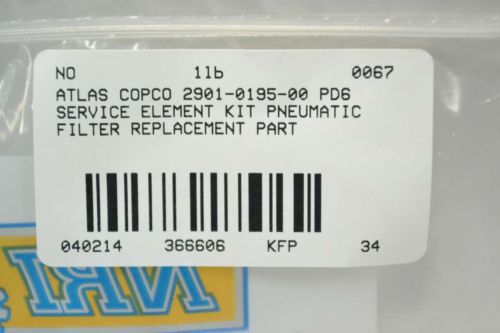 NO 1lb 0067
ATLAS COPCO 2901-0195-00 PD6
SERVICE ELEMENT KIT PNEUMATIC
FILTER REPLACEMENT PART
040214 366606 KFP 34
NRI